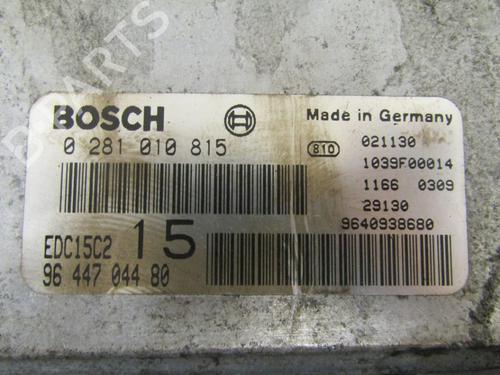 BOSCH
Made in Germany
0 281 010 815
810
021130
1039F00014
1166 0309
29130
9640938680
EDC15C2
15
96 447 044 80